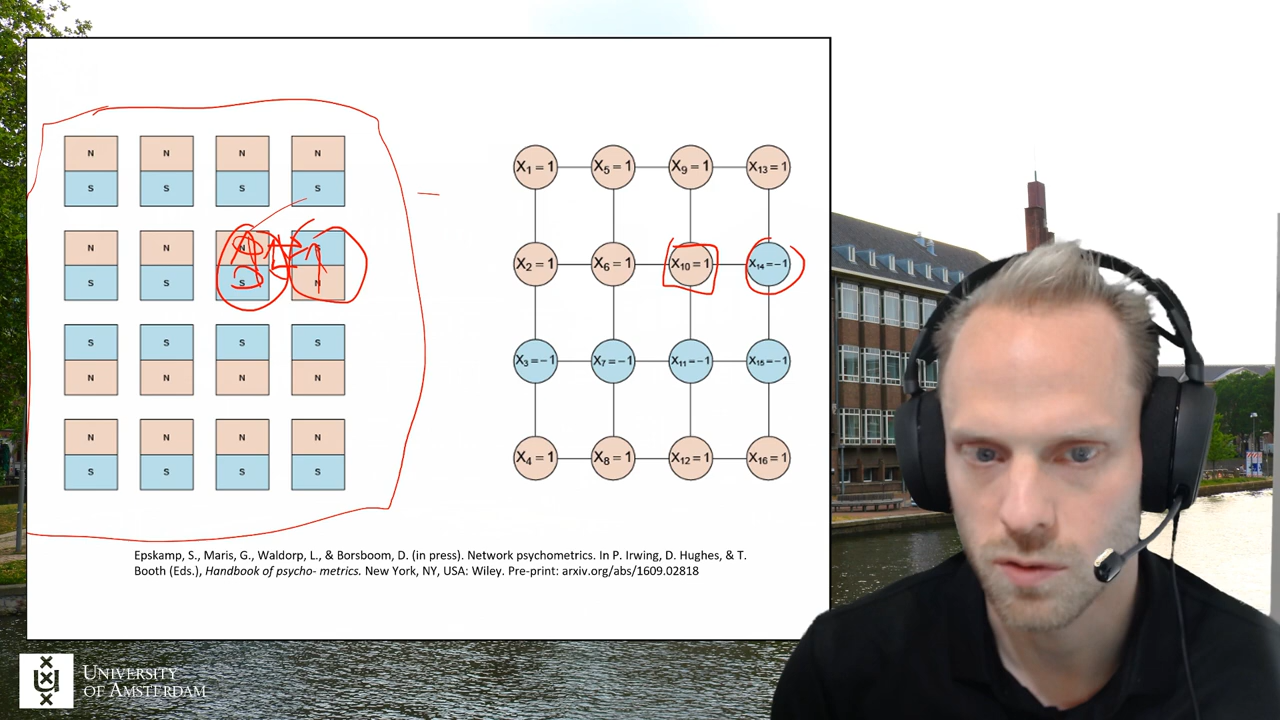 N N N N
S S S S
N N N S
S S S N
S S S S
N N N N
N N N N
S S S S
X1 = 1 X5 = 1 X9 = 1 X13 = 1
X2 = 1 X6 = 1 X10 = 1 X14 = -1
X3 = -1 X7 = -1 X11 = -1 X15 = -1
X4 = 1 X8 = 1 X12 = 1 X16 = 1
Epskamp, S., Maris, G., Waldorp, L., & Borsboom, D. (in press). Network psychometrics. In P. Irwing, D. Hughes, & T.
Booth (Eds.), Handbook of psycho- metrics. New York, NY, USA: Wiley. Pre-print: arxiv.org/abs/1609.02818
UNIVERSITY
OF AMSTERDAM